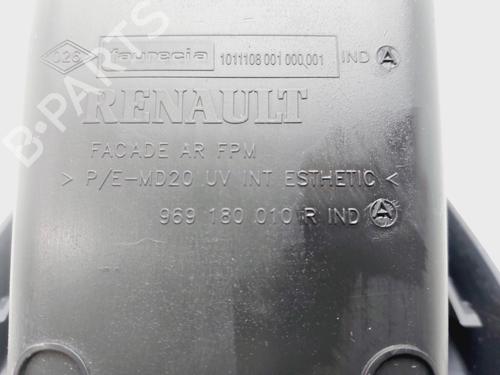 026 faurecia 1011108 001 000,001 IND A
RENAULT
FACADE AR FPM
> P/E-MD20 UV INT ESTHETIC <
969 180 010 R IND A
B-PARTS